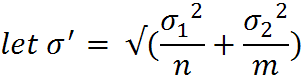 let σ′ = √(σ₁²/n + σ₂²/m)